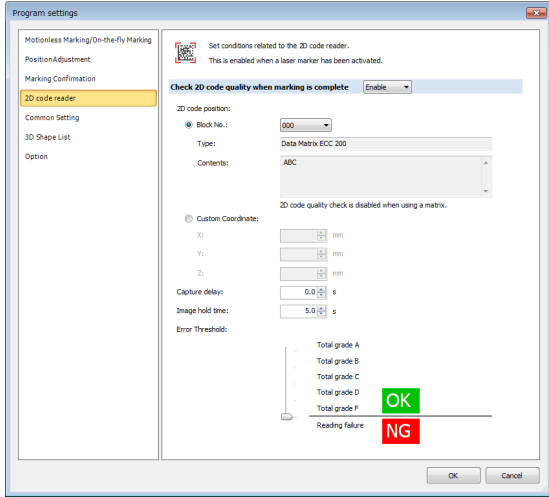 Program settings
Motionless Marking/On-the-fly Marking
PositionAdjustment
Marking Confirmation
2D code reader
Common Setting
3D Shape List
Option
Set conditions related to the 2D code reader.
This is enabled when a laser marker has been activated.
Check 2D code quality when marking is complete Enable
2D code position:
Block No.: 000
Type: Data Matrix ECC 200
Contents: ABC
2D code quality check is disabled when using a matrix.
Custom Coordinate:
X: mm
Y: mm
Z: mm
Capture delay: 0.0 s
Image hold time: 5.0 s
Error Threshold:
Total grade A
Total grade B
Total grade C
Total grade D
Total grade F
OK
Reading failure
NG
OK Cancel